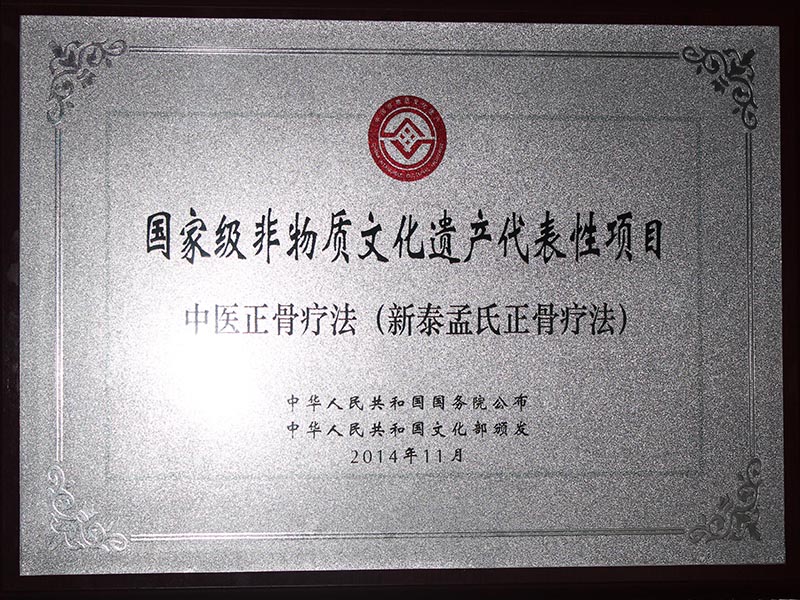 国家级非物质文化遗产代表性项目
中医正骨疗法（新泰孟氏正骨疗法）
中华人民共和国国务院公布
中华人民共和国文化部颁发
2014年11月